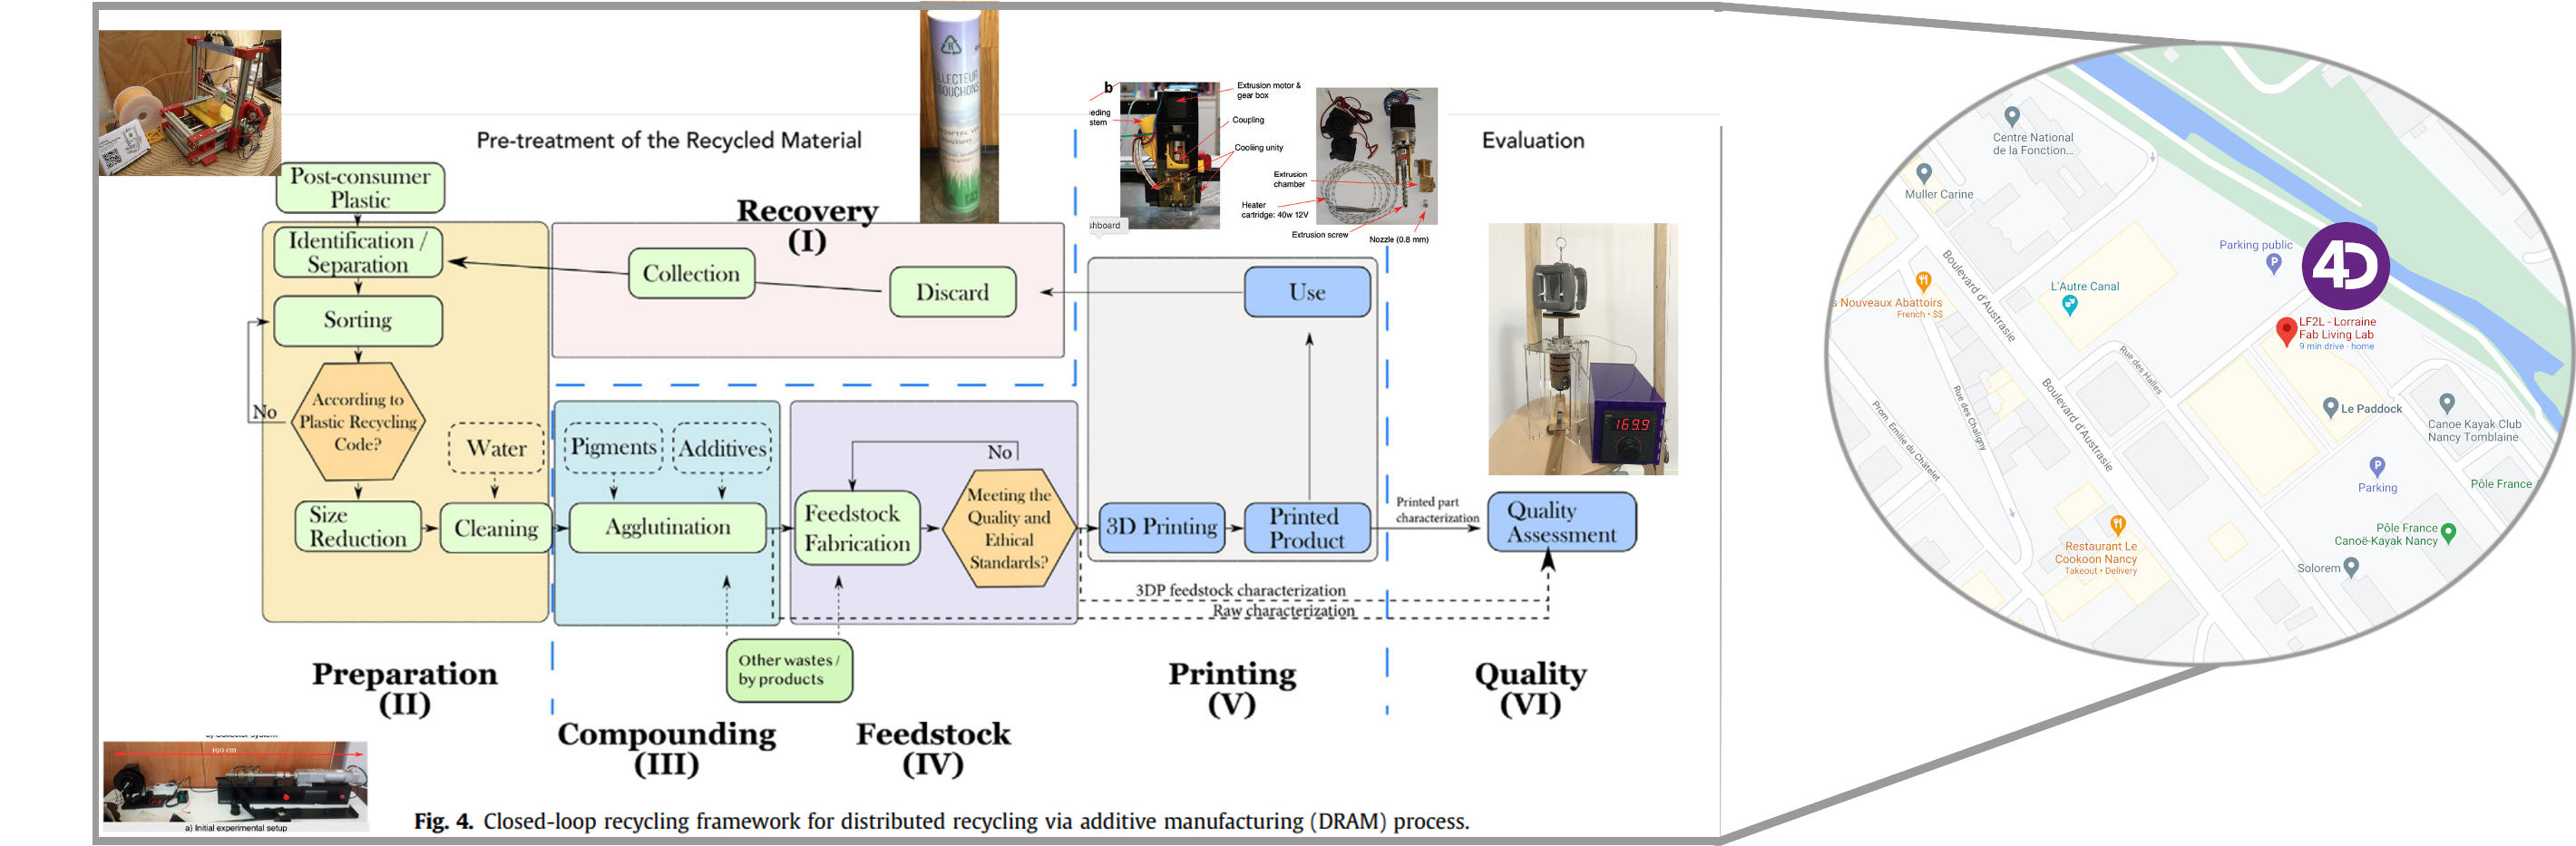 Pre-treatment of the Recycled Material
Evaluation
COLLECTEUR
BOUCHONS
b
Extrusion motor &
gear box
Coupling
Cooling unity
Extrusion
chamber
Heater
cartridge: 40w 12V
Extrusion screw
Nozzle (0.8 mm)
eding
stem
shboard
Post-consumer
Plastic
Identification /
Separation
Sorting
According to
Plastic Recycling
Code?
No
Size
Reduction
Water
Cleaning
Recovery
(I)
Collection
Discard
Use
Pigments
Additives
Agglutination
No
Feedstock
Fabrication
Meeting the
Quality and
Ethical
Standards?
3D Printing
Printed
Product
Printed part
characterization
Quality
Assessment
169.9
3DP feedstock characterization
Raw characterization
Other wastes /
by products
Preparation
(II)
Compounding
(III)
Feedstock
(IV)
Printing
(V)
Quality
(VI)
190 cm
a) Initial experimental setup
Fig. 4. Closed-loop recycling framework for distributed recycling via additive manufacturing (DRAM) process.
Centre National
de la Fonction...
Muller Carine
Boulevard d'Austrasie
Parking public
P
4D
L'Autre Canal
s Nouveaux Abattoirs
French • $$
LF2L - Lorraine
Fab Living Lab
9 min drive - home
Rue des Halles
Boulevard d'Austrasie
Rue des Chaligny
Prom. Emilie du Châtelet
Le Paddock
Canoe Kayak Club
Nancy Tomblaine
P
Parking
Pôle France
Pôle France
Canoë-Kayak Nancy
Restaurant Le
Cookoon Nancy
Takeout • Delivery
Solorem